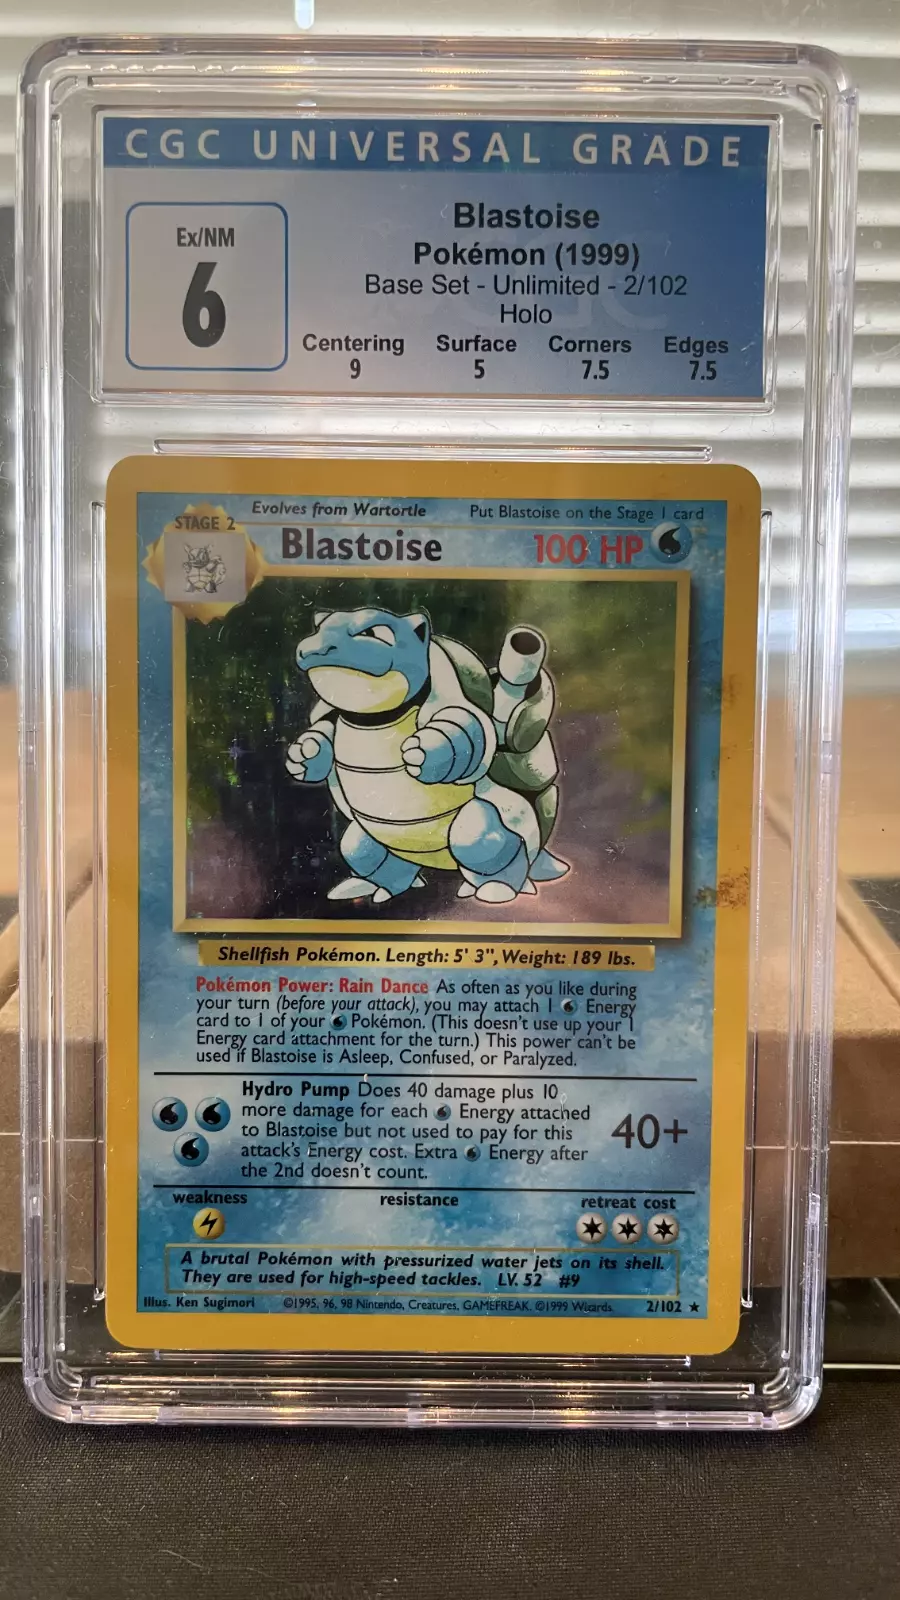 CGC UNIVERSAL GRADE
Ex/NM
6
Blastoise
Pokémon (1999)
Base Set - Unlimited - 2/102
Holo
Centering Surface Corners Edges
9 5 7.5 7.5
Evolves from Wartortle Put Blastoise on the Stage 1 card
STAGE 2
Blastoise 100 HP
Shellfish Pokémon. Length: 5' 3", Weight: 189 lbs.
Pokémon Power: Rain Dance As often as you like during
your turn (before your attack), you may attach 1 Energy
card to 1 of your Pokémon. (This doesn't use up your 1
Energy card attachment for the turn.) This power can't be
used if Blastoise is Asleep, Confused, or Paralyzed.
Hydro Pump Does 40 damage plus 10
more damage for each Energy attached
to Blastoise but not used to pay for this
attack's Energy cost. Extra Energy after
the 2nd doesn't count.
40+
weakness resistance retreat cost
A brutal Pokémon with pressurized water jets on its shell.
They are used for high-speed tackles. LV. 52 #9
Illus. Ken Sugimori ©1995, 96, 98 Nintendo, Creatures, GAMEFREAK. ©1999 Wizards. 2/102 ★